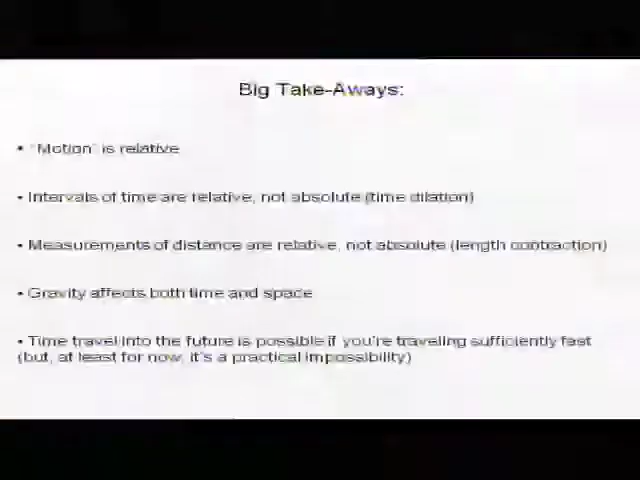 Big Take-Aways:
• "Motion" is relative
• Intervals of time are relative, not absolute (time dilation)
• Measurements of distance are relative, not absolute (length contraction)
• Gravity affects both time and space
• Time travel into the future is possible if you're traveling sufficiently fast
(but, at least for now, it's a practical impossibility)